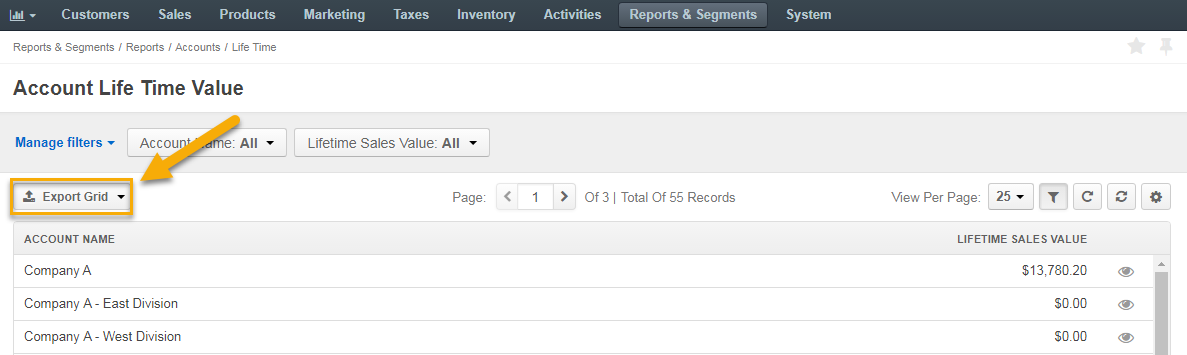 Customers Sales Products Marketing Taxes Inventory Activities Reports & Segments System
Reports & Segments / Reports / Accounts / Life Time
Account Life Time Value
Manage filters Account Name: All Lifetime Sales Value: All
Export Grid Page: 1 Of 3 | Total Of 55 Records View Per Page: 25
ACCOUNT NAME LIFETIME SALES VALUE
Company A $13,780.20
Company A - East Division $0.00
Company A - West Division $0.00